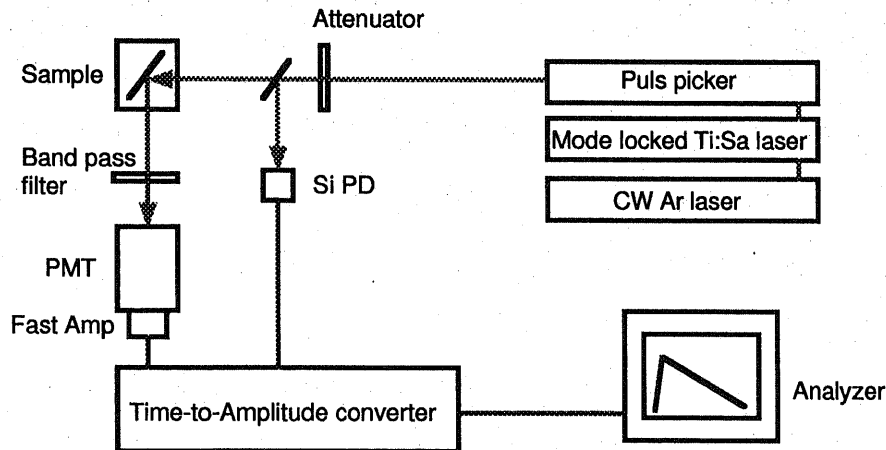 Attenuator
Sample
Puls picker
Mode locked Ti:Sa laser
Band pass
filter
Si PD
CW Ar laser
PMT
Fast Amp
Time-to-Amplitude converter
Analyzer